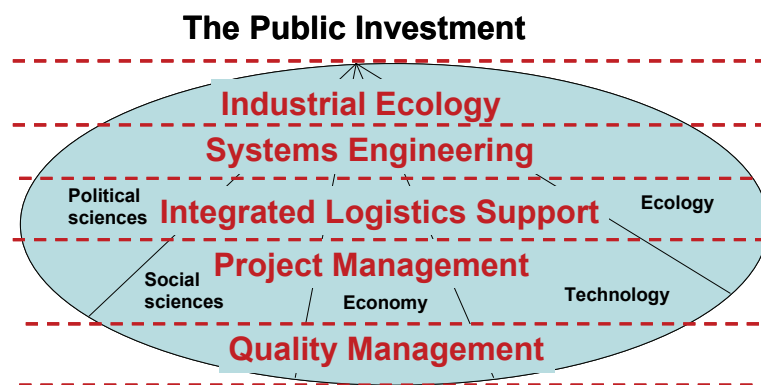 The Public Investment
Industrial Ecology
Systems Engineering
Political
sciences
Integrated Logistics Support
Ecology
Project Management
Social
sciences
Economy
Technology
Quality Management